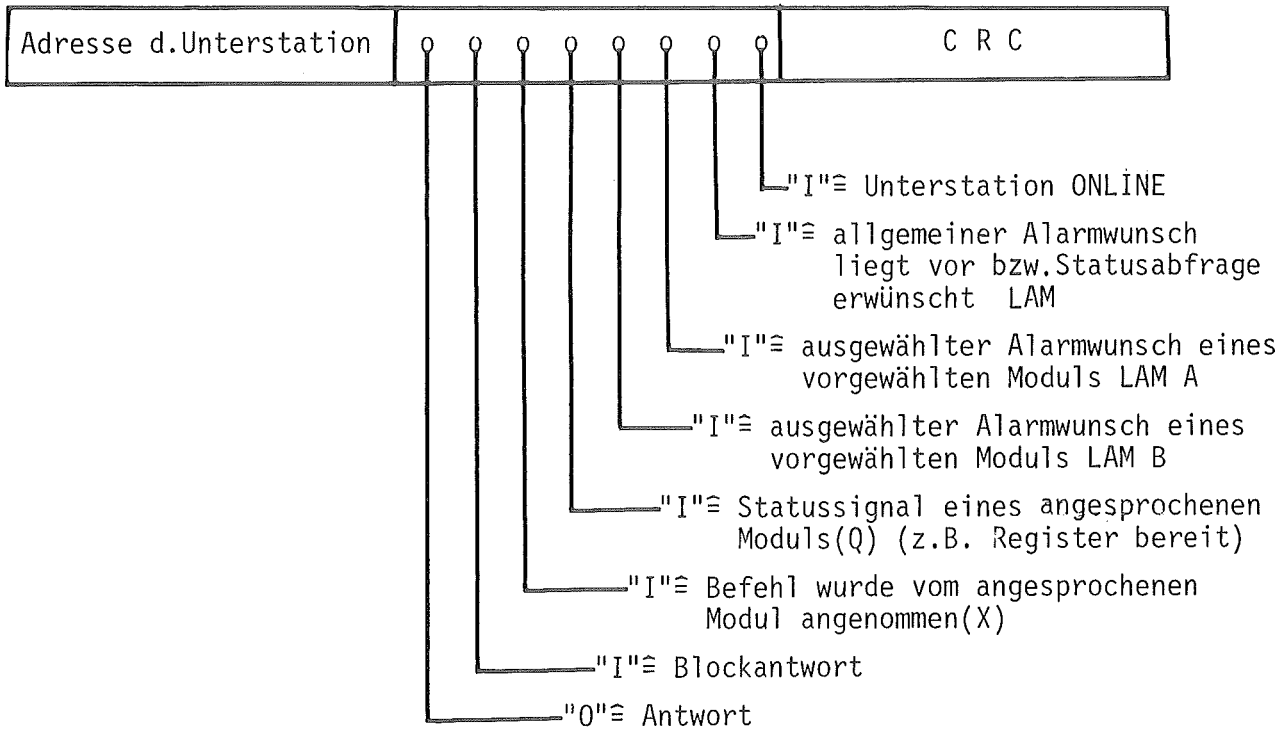 Adresse d.Unterstation O O O O O O O O C R C
"I"≙ Unterstation ONLINE
"I"≙ allgemeiner Alarmwunsch
liegt vor bzw.Statusabfrage
erwünscht LAM
"I"≙ ausgewählter Alarmwunsch eines
vorgewählten Moduls LAM A
"I"≙ ausgewählter Alarmwunsch eines
vorgewählten Moduls LAM B
"I"≙ Statussignal eines angesprochenen
Moduls(Q) (z.B. Register bereit)
"I"≙ Befehl wurde vom angesprochenen
Modul angenommen(X)
"I"≙ Blockantwort
"O"≙ Antwort